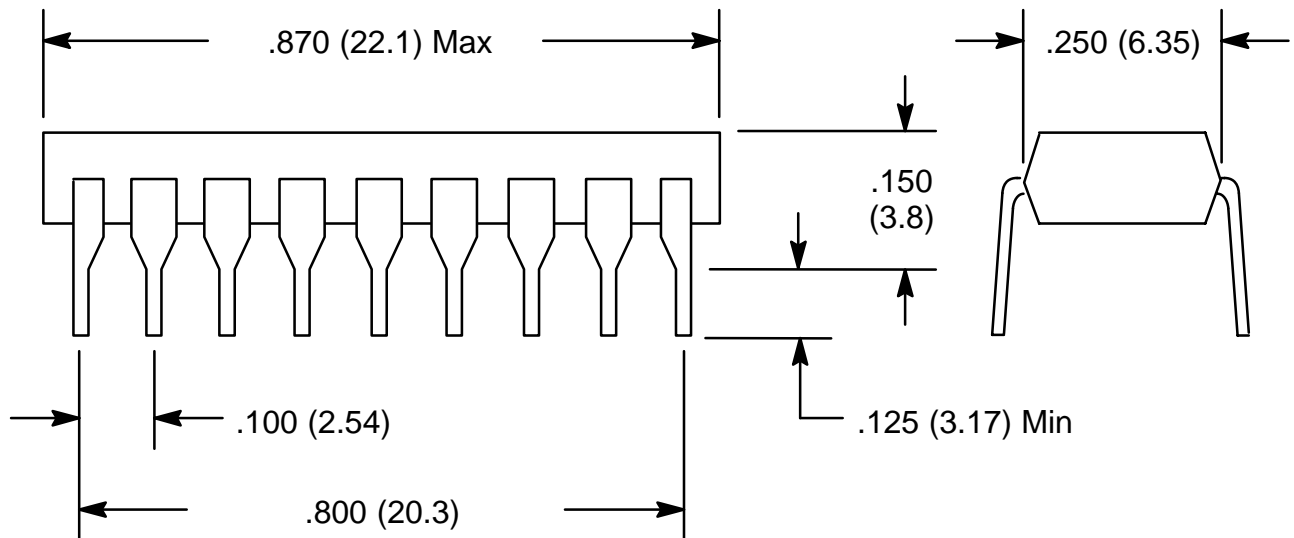 .870 (22.1) Max
.250 (6.35)
.150
(3.8)
.100 (2.54)
.125 (3.17) Min
.800 (20.3)